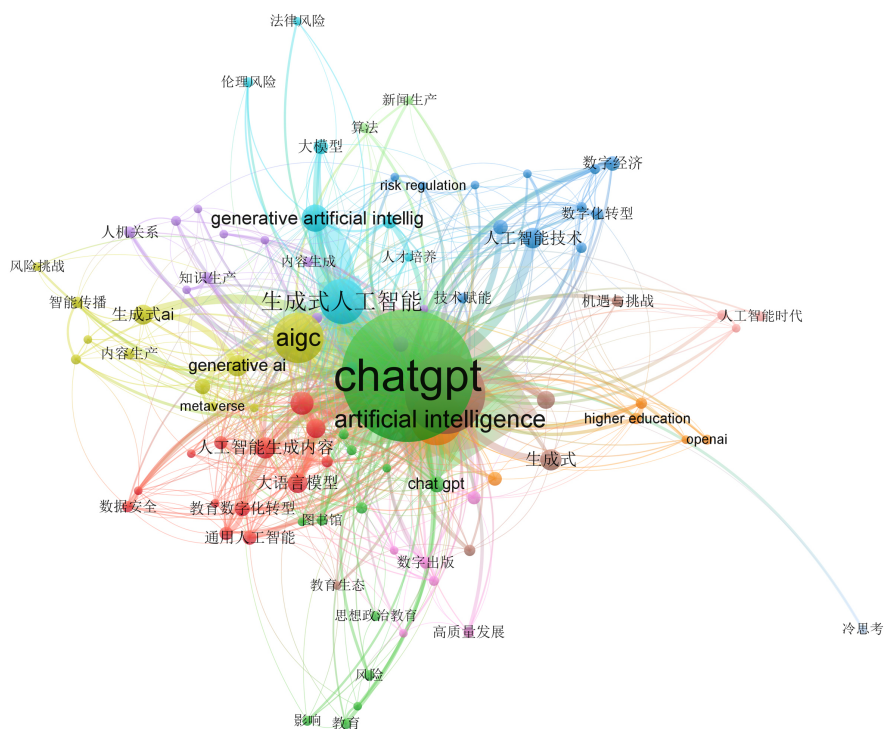 法律风险
伦理风险
新闻生产
算法
大模型
数字经济
risk regulation
generative artificial intellig
数字化转型
人机关系
人工智能技术
内容生成
人才培养
风险挑战
知识生产
智能传播
生成式人工智能
技术赋能
机遇与挑战
生成式ai
人工智能时代
aigc
内容生产
generative ai
chatgpt
metaverse
artificial intelligence
higher education
openai
人工智能生成内容
生成式
大语言模型
chat gpt
数据安全
教育数字化转型
图书馆
通用人工智能
数字出版
教育生态
思想政治教育
高质量发展
冷思考
风险
影响
教育